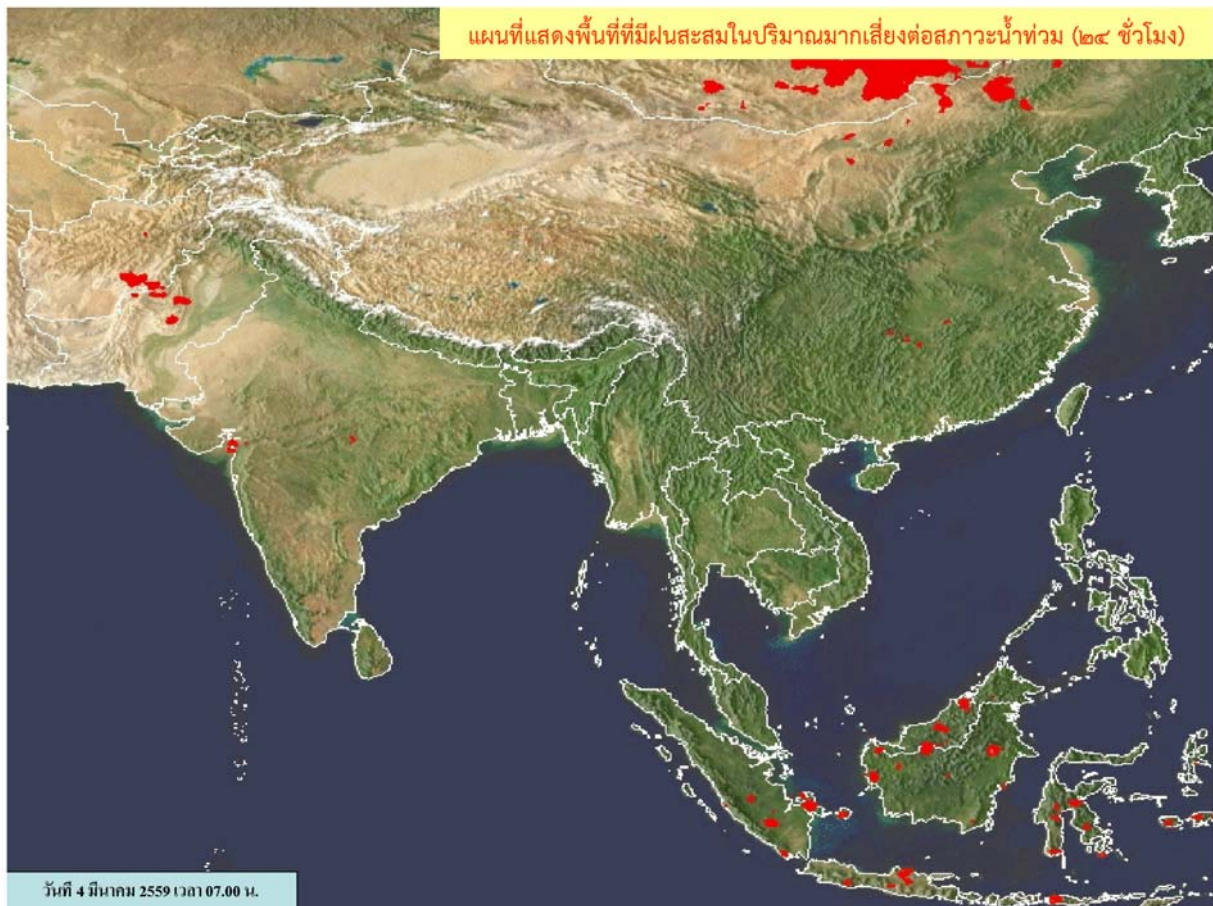 แผนที่แสดงพื้นที่ที่มีฝนสะสมในปริมาณมากเสี่ยงต่อสภาวะน้ำท่วม (๒๔ ชั่วโมง)
วันที่ 4 มีนาคม 2559 เวลา 07.00 น.